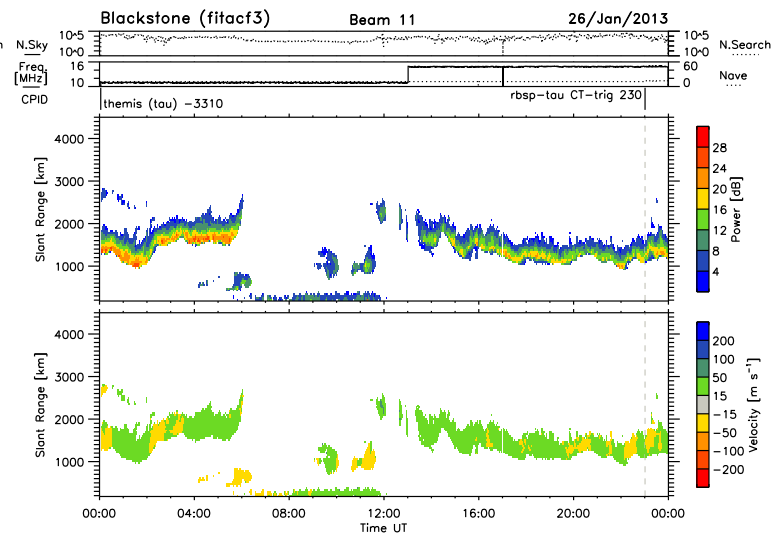 Blackstone (fitacf3) Beam 11 26/Jan/2013
n N.Sky 10^5 10^0 10^5 10^0 N.Search
Freq. [MHz] 16 10 60 0 Nave
CPID themis (tau) -3310 rbsp-tau CT-trig 230
Slant Range [km]
4000
3000
2000
1000
28
24
20
16
12
8
4
Power [dB]
Slant Range [km]
4000
3000
2000
1000
200
100
50
15
-15
-50
-100
-200
Velocity [m s⁻¹]
00:00 04:00 08:00 12:00 16:00 20:00 00:00
Time UT